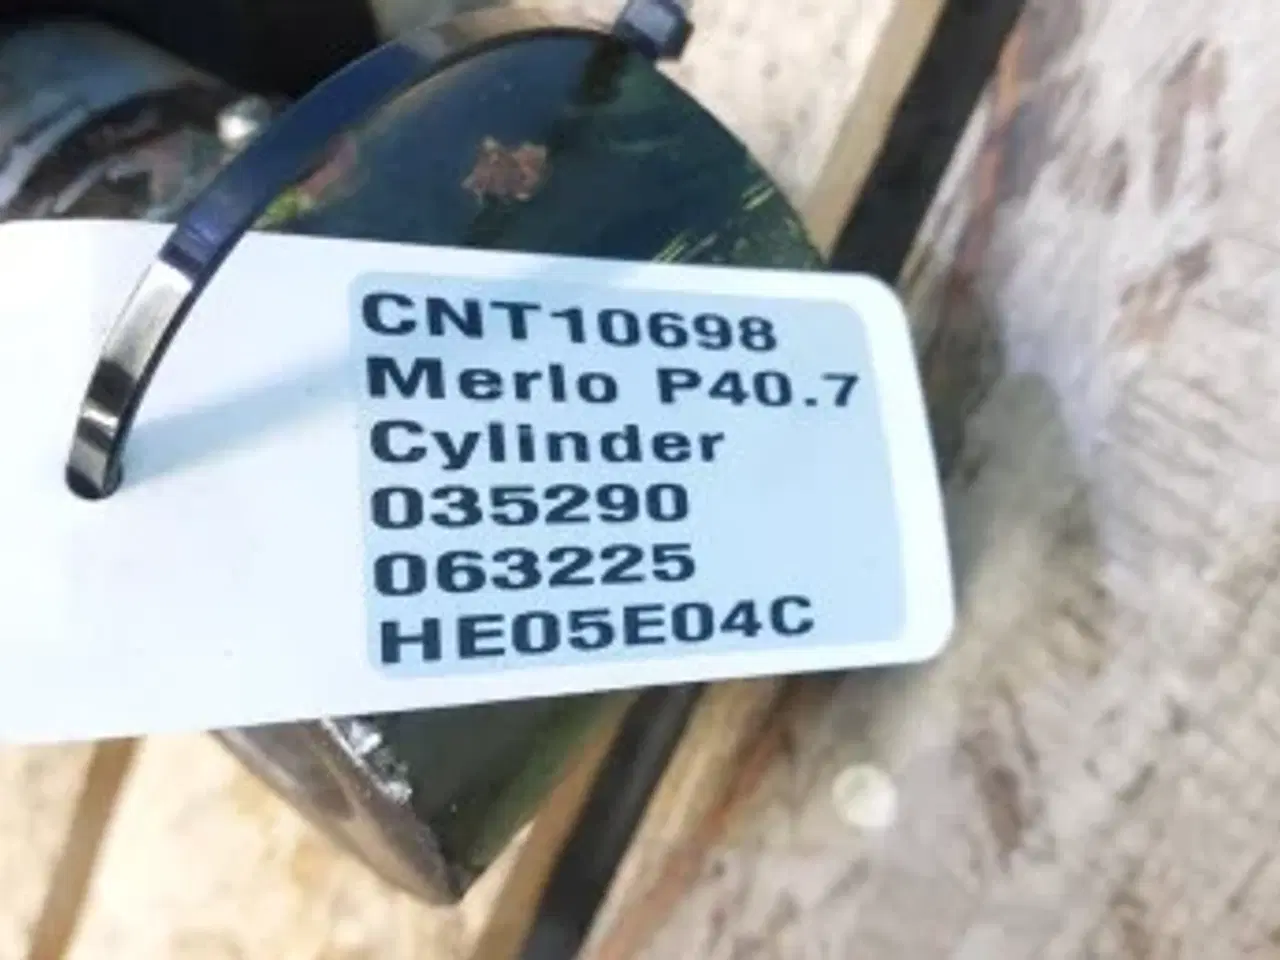 CNT10698
Merlo P40.7
Cylinder
035290
063225
HE05E04C